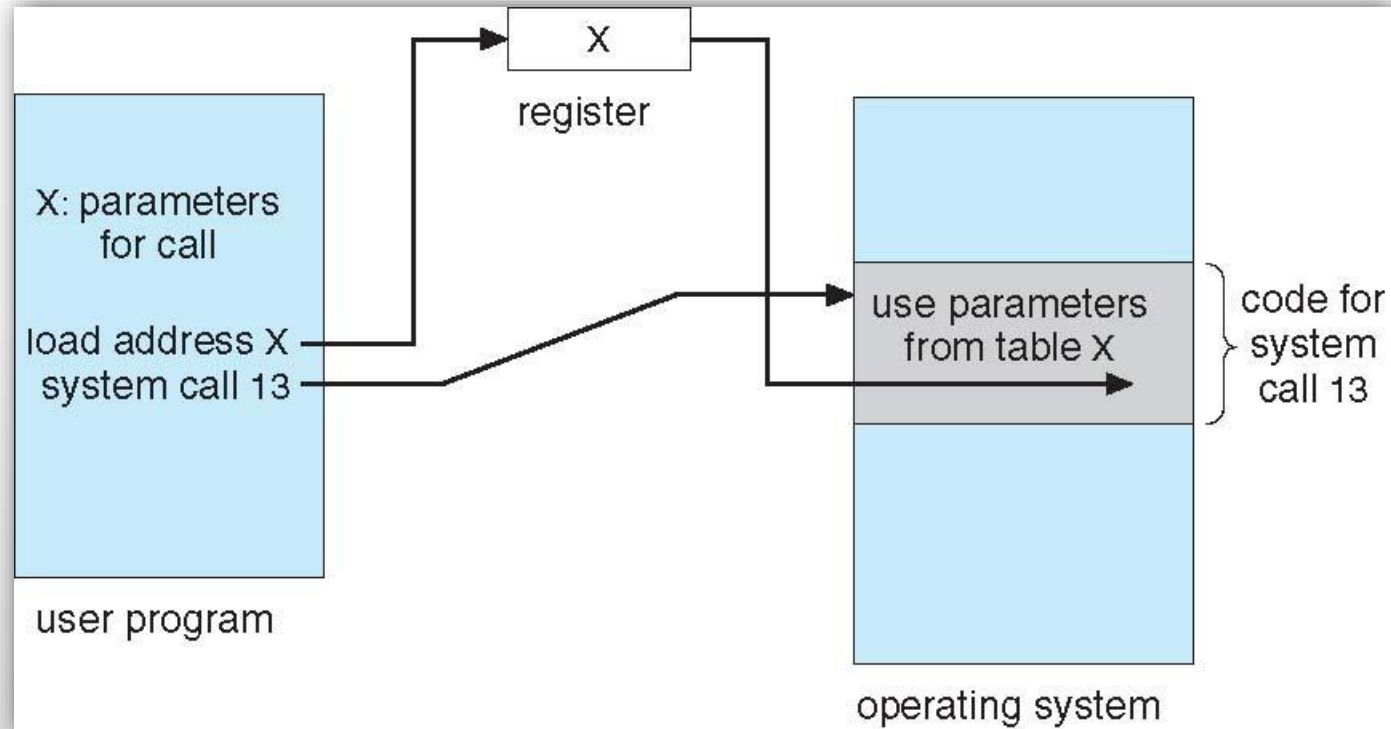 X
register
X: parameters
for call
load address X
system call 13
use parameters
from table X
code for
system
call 13
user program
operating system